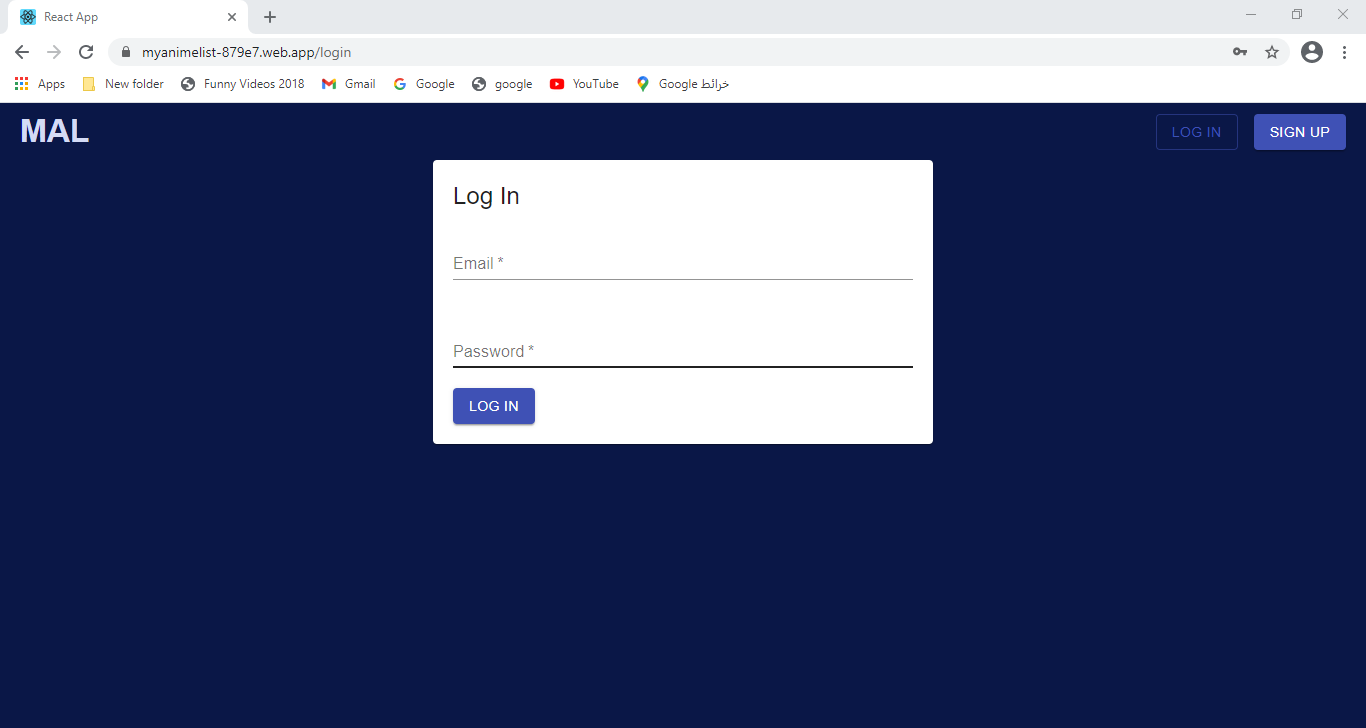 React App
myanimelist-879e7.web.app/login
Apps New folder Funny Videos 2018 Gmail Google google YouTube Google خرائط
MAL LOG IN SIGN UP
Log In
Email *
Password *
LOG IN